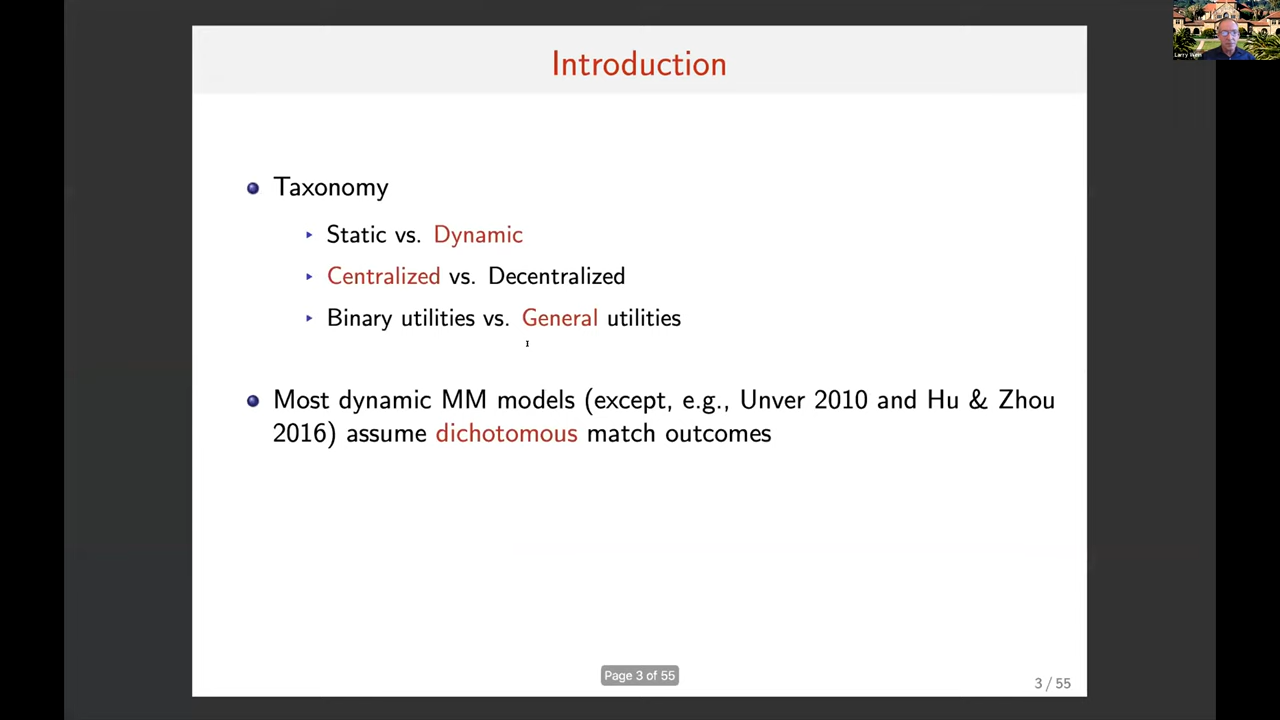 Introduction
Taxonomy
Static vs. Dynamic
Centralized vs. Decentralized
Binary utilities vs. General utilities
Most dynamic MM models (except, e.g., Unver 2010 and Hu & Zhou
2016) assume dichotomous match outcomes
Page 3 of 55
3 / 55
Larry